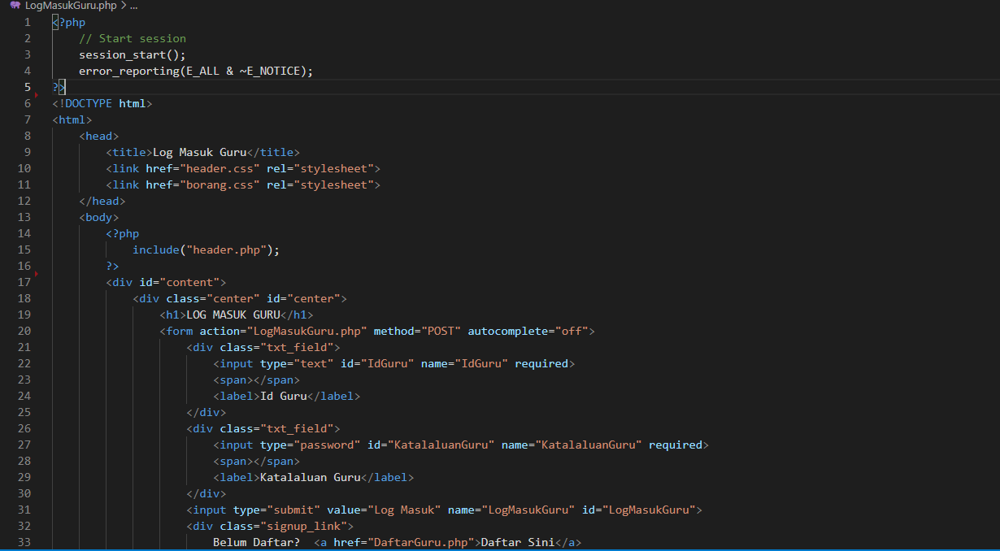 LogMasukGuru.php > ...
1 <?php
2 // Start session
3 session_start();
4 error_reporting(E_ALL & ~E_NOTICE);
5 ?>
6 <!DOCTYPE html>
7 <html>
8 <head>
9 <title>Log Masuk Guru</title>
10 <link href="header.css" rel="stylesheet">
11 <link href="borang.css" rel="stylesheet">
12 </head>
13 <body>
14 <?php
15 include("header.php");
16 ?>
17 <div id="content">
18 <div class="center" id="center">
19 <h1>LOG MASUK GURU</h1>
20 <form action="LogMasukGuru.php" method="POST" autocomplete="off">
21 <div class="txt_field">
22 <input type="text" id="IdGuru" name="IdGuru" required>
23 <span></span>
24 <label>Id Guru</label>
25 </div>
26 <div class="txt_field">
27 <input type="password" id="KatalaluanGuru" name="KatalaluanGuru" required>
28 <span></span>
29 <label>Katalaluan Guru</label>
30 </div>
31 <input type="submit" value="Log Masuk" name="LogMasukGuru" id="LogMasukGuru">
32 <div class="signup_link">
33 Belum Daftar? <a href="DaftarGuru.php">Daftar Sini</a>